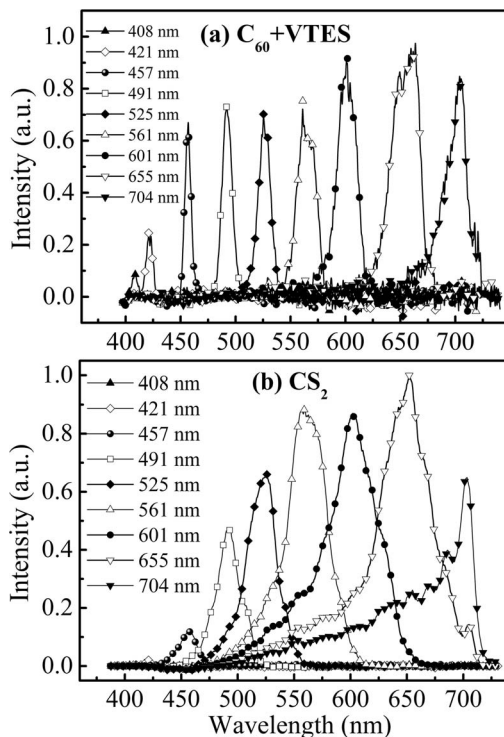 (a) C₆₀+VTES
408 nm
421 nm
457 nm
491 nm
525 nm
561 nm
601 nm
655 nm
704 nm
Intensity (a.u.)
1.0
0.8
0.6
0.4
0.2
0.0
400 450 500 550 600 650 700
(b) CS₂
408 nm
421 nm
457 nm
491 nm
525 nm
561 nm
601 nm
655 nm
704 nm
Intensity (a.u.)
1.0
0.8
0.6
0.4
0.2
0.0
400 450 500 550 600 650 700
Wavelength (nm)